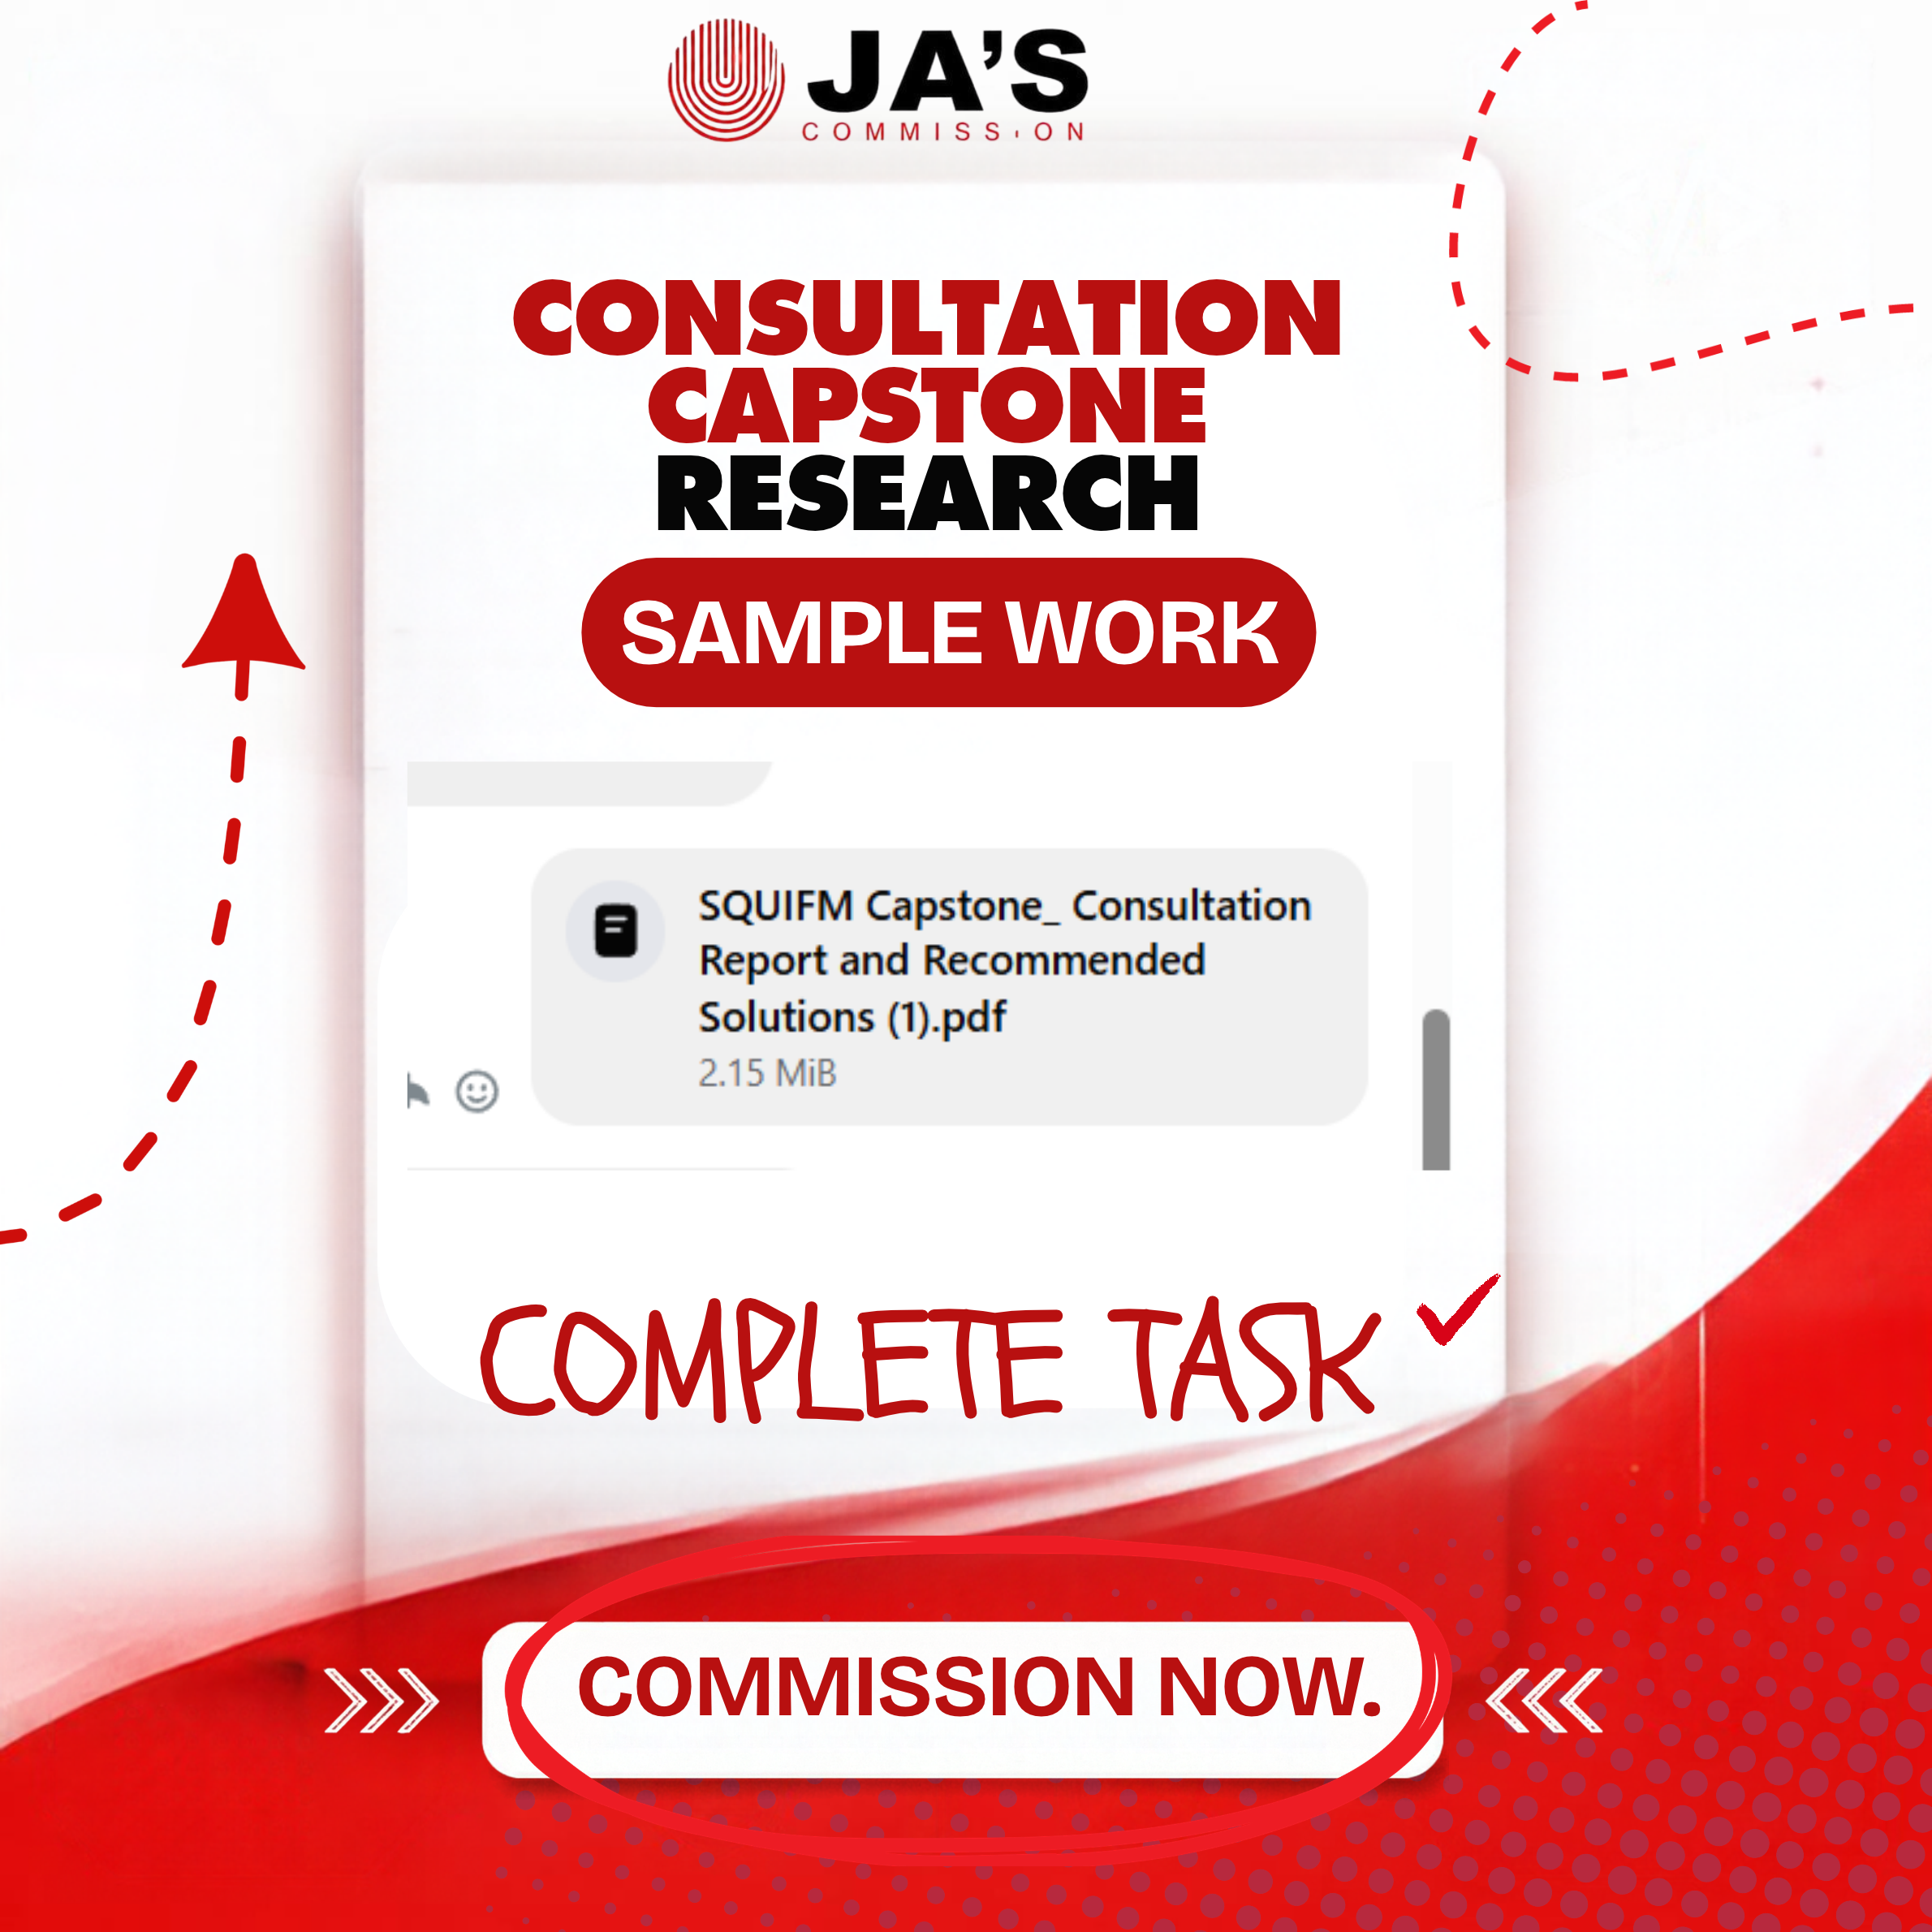 JA'S
COMMISSION
CONSULTATION
CAPSTONE
RESEARCH
SAMPLE WORK
SQUIFM Capstone_ Consultation
Report and Recommended
Solutions (1).pdf
2.15 MiB
COMPLETE TASK
COMMISSION NOW.